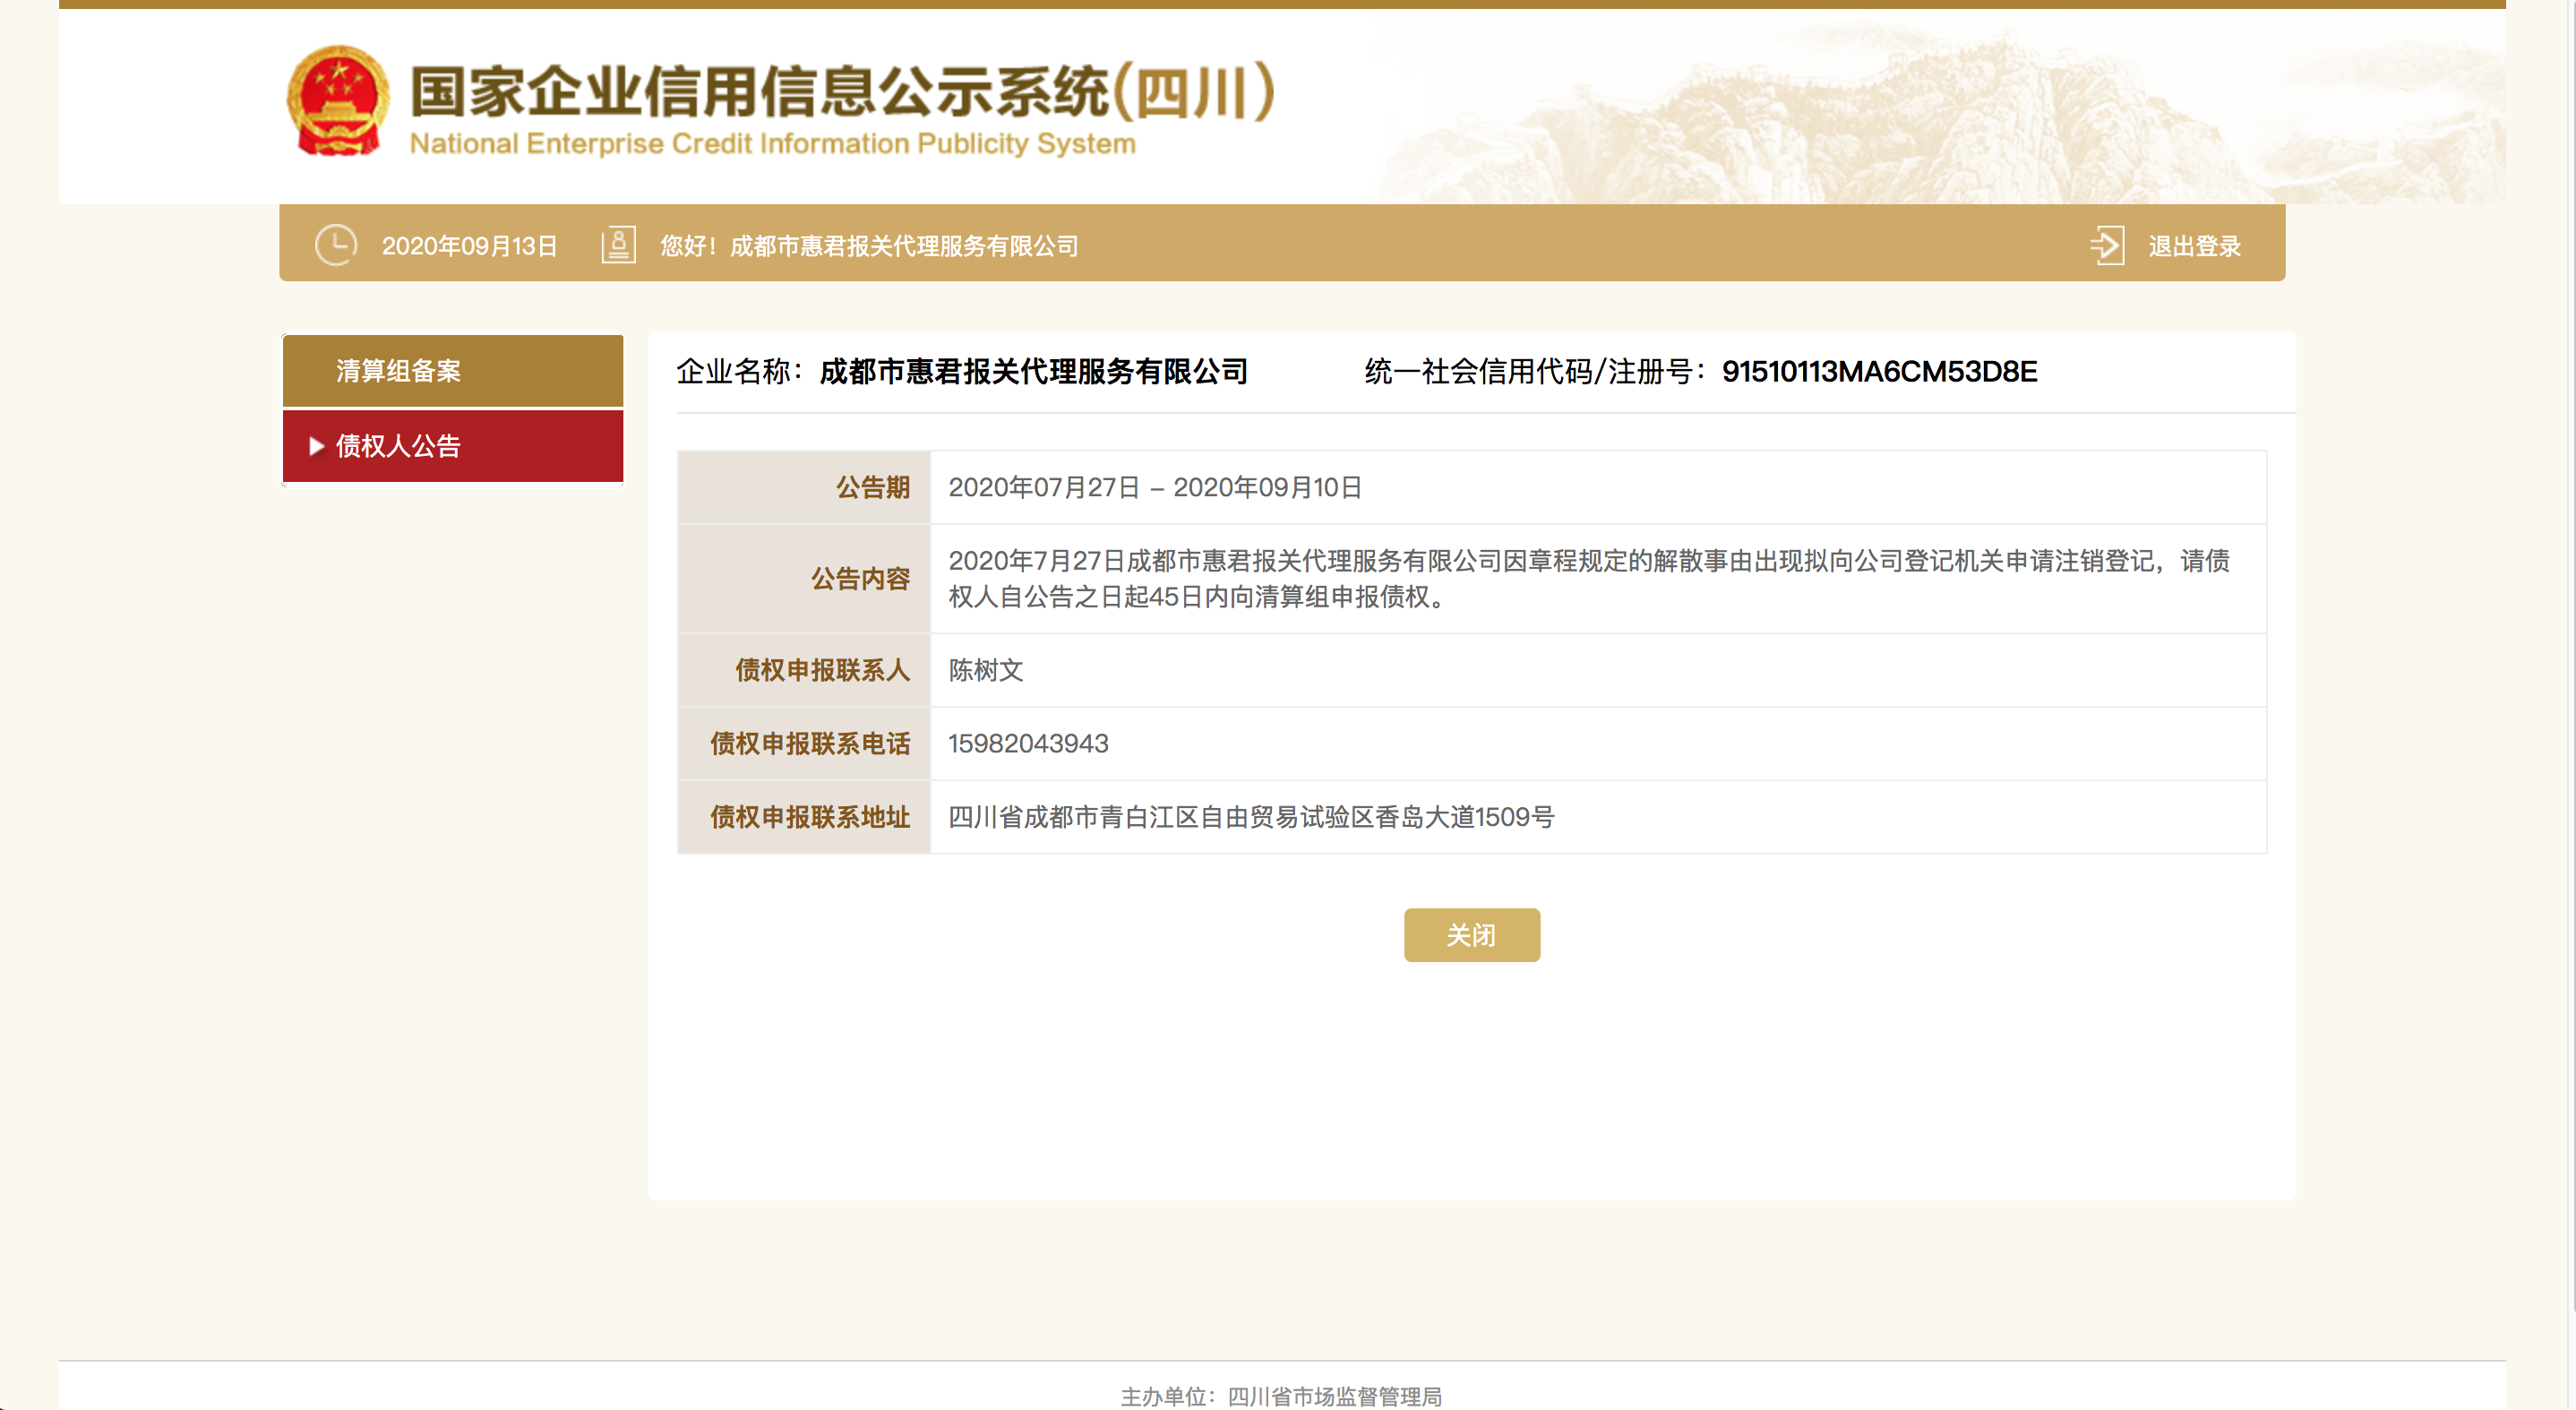 国家企业信用信息公示系统(四川)
National Enterprise Credit Information Publicity System
2020年09月13日 您好！成都市惠君报关代理服务有限公司 退出登录
清算组备案
债权人公告
企业名称：成都市惠君报关代理服务有限公司 统一社会信用代码/注册号：91510113MA6CM53D8E
公告期 2020年07月27日 – 2020年09月10日
公告内容 2020年7月27日成都市惠君报关代理服务有限公司因章程规定的解散事由出现拟向公司登记机关申请注销登记，请债
权人自公告之日起45日内向清算组申报债权。
债权申报联系人 陈树文
债权申报联系电话 15982043943
债权申报联系地址 四川省成都市青白江区自由贸易试验区香岛大道1509号
关闭
主办单位：四川省市场监督管理局